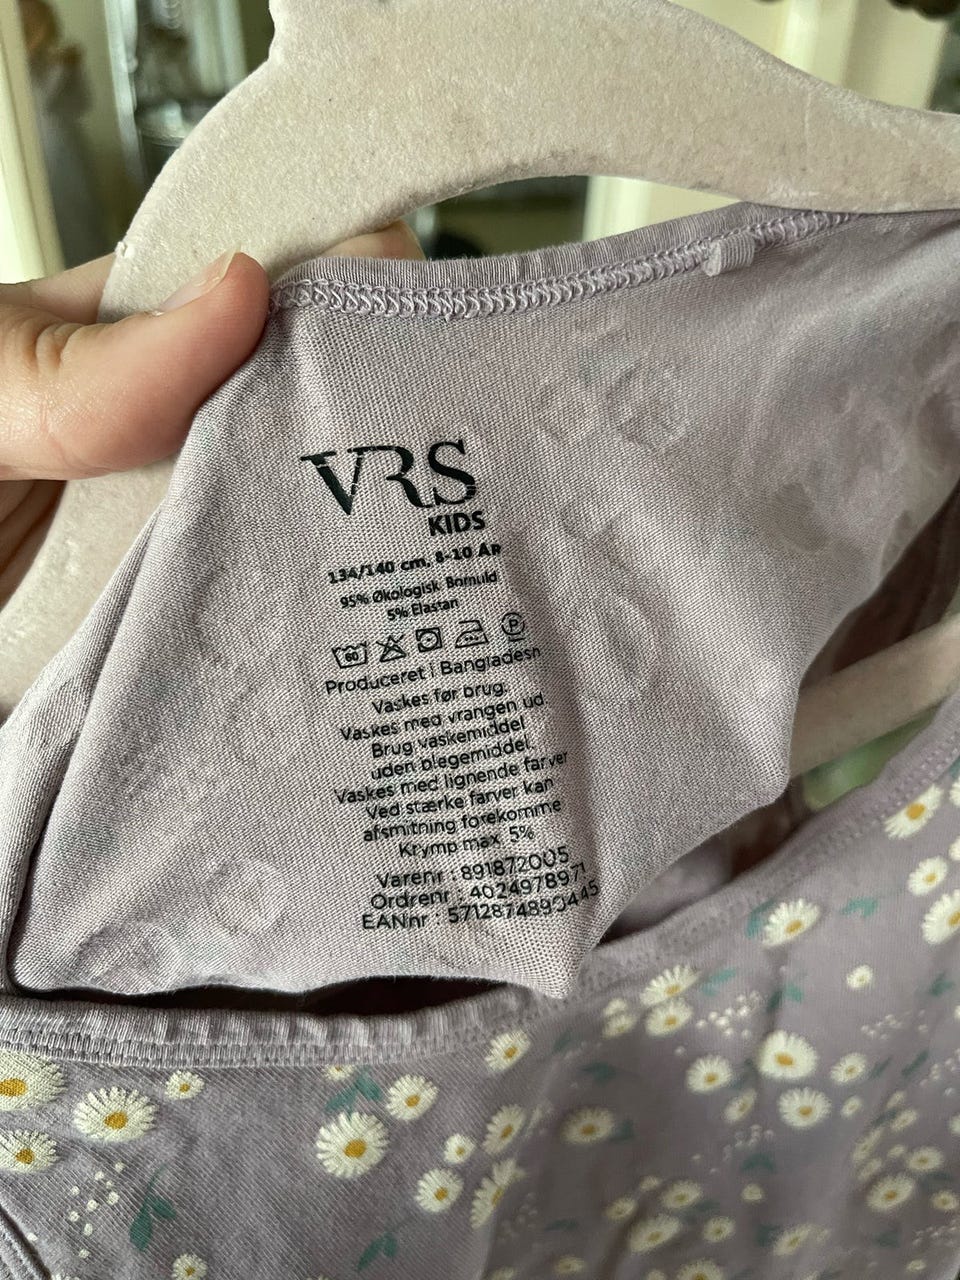 VRS
KIDS
134/140 cm, 8-10 ÅR
95% Økologisk Bomuld
5% Elastan
60
P
Produceret i Bangladesh
Vaskes før brug.
Vaskes med vrangen ud
Brug vaskemiddel
uden blegemiddel.
Vaskes med lignende farver
Ved stærke farver kan
afsmitning forekomme
Krymp max. 5%
Varenr : 891872005
Ordrenr : 4024978971
EANnr : 5712874890445